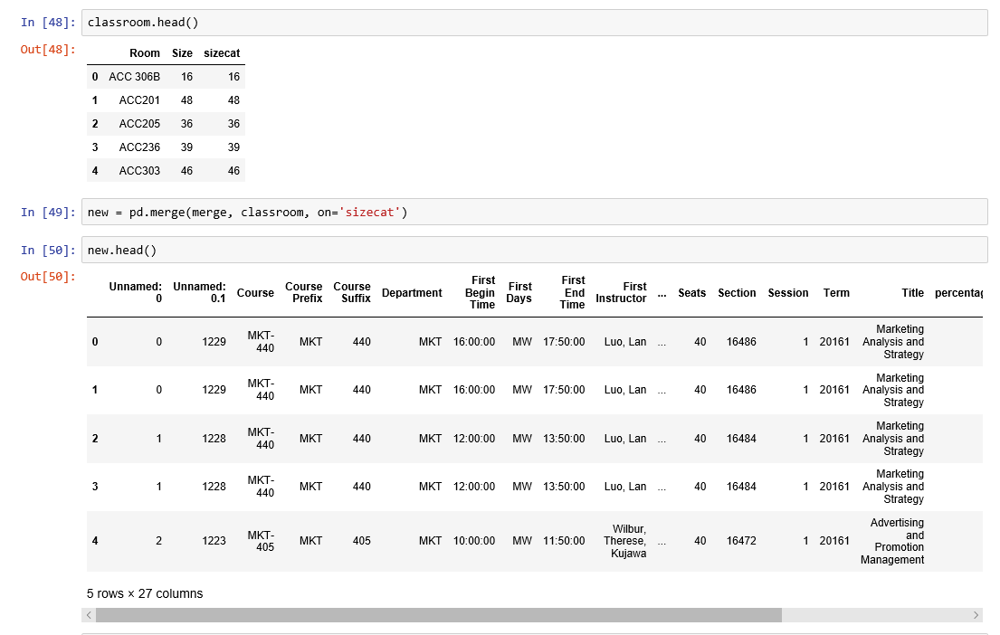 In [48]: classroom.head()
Out[48]:
Room Size sizecat
0 ACC 306B 16 16
1 ACC201 48 48
2 ACC205 36 36
3 ACC236 39 39
4 ACC303 46 46
In [49]: new = pd.merge(merge, classroom, on='sizecat')
In [50]: new.head()
Out[50]:
Unnamed: 0 Unnamed: 0.1 Course Course Prefix Course Suffix Department First Begin Time First Days First End Time First Instructor ... Seats Section Session Term Title percentag
0 0 1229 MKT-440 MKT 440 MKT 16:00:00 MW 17:50:00 Luo, Lan ... 40 16486 1 20161 Marketing Analysis and Strategy
1 0 1229 MKT-440 MKT 440 MKT 16:00:00 MW 17:50:00 Luo, Lan ... 40 16486 1 20161 Marketing Analysis and Strategy
2 1 1228 MKT-440 MKT 440 MKT 12:00:00 MW 13:50:00 Luo, Lan ... 40 16484 1 20161 Marketing Analysis and Strategy
3 1 1228 MKT-440 MKT 440 MKT 12:00:00 MW 13:50:00 Luo, Lan ... 40 16484 1 20161 Marketing Analysis and Strategy
4 2 1223 MKT-405 MKT 405 MKT 10:00:00 MW 11:50:00 Wilbur, Therese, Kujawa ... 40 16472 1 20161 Advertising and Promotion Management
5 rows × 27 columns